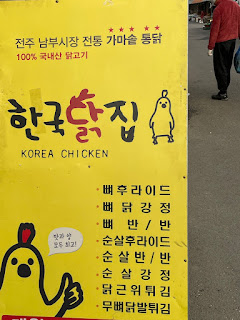 전주 남부시장 전통 가마솥 통닭
100% 국내산 닭고기
한국닭집
KOREA CHICKEN
뼈후라이드
뼈닭강정
뼈반/반
순살후라이드
순살반/반
순살강정
닭근위튀김
무뼈닭발튀김